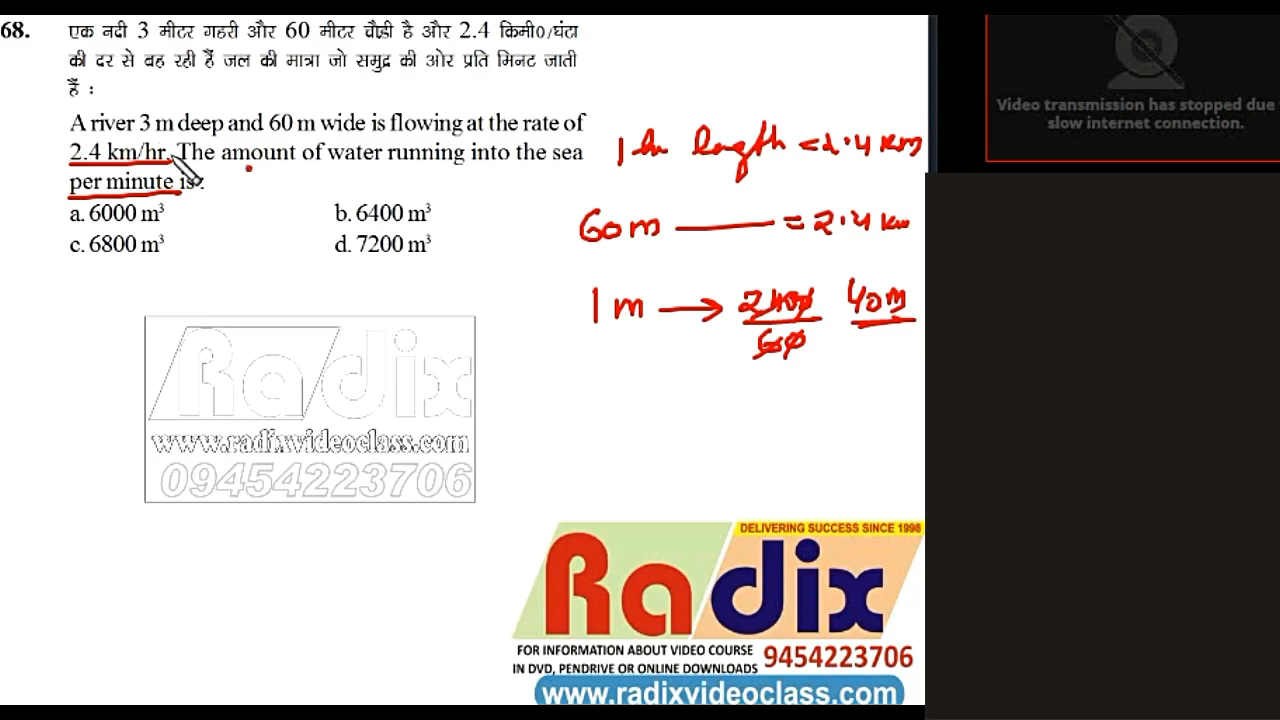 68. एक नदी 3 मीटर गहरी और 60 मीटर चौड़ी है और 2.4 किमी०/घंटा
की दर से बह रही हैं जल की मात्रा जो समुद्र की ओर प्रति मिनट जाती
हैं :
A river 3 m deep and 60 m wide is flowing at the rate of
2.4 km/hr. The amount of water running into the sea
per minute is :
a. 6000 m³ b. 6400 m³
c. 6800 m³ d. 7200 m³
1 hr length = 2.4 KM
60 m = 2.4 km
1 m → 2400 40 m
600
Radix
www.radixvideoclass.com
09454223706
Video transmission has stopped due
slow internet connection.
DELIVERING SUCCESS SINCE 1998
Radix
FOR INFORMATION ABOUT VIDEO COURSE
IN DVD, PENDRIVE OR ONLINE DOWNLOADS 9454223706
www.radixvideoclass.com